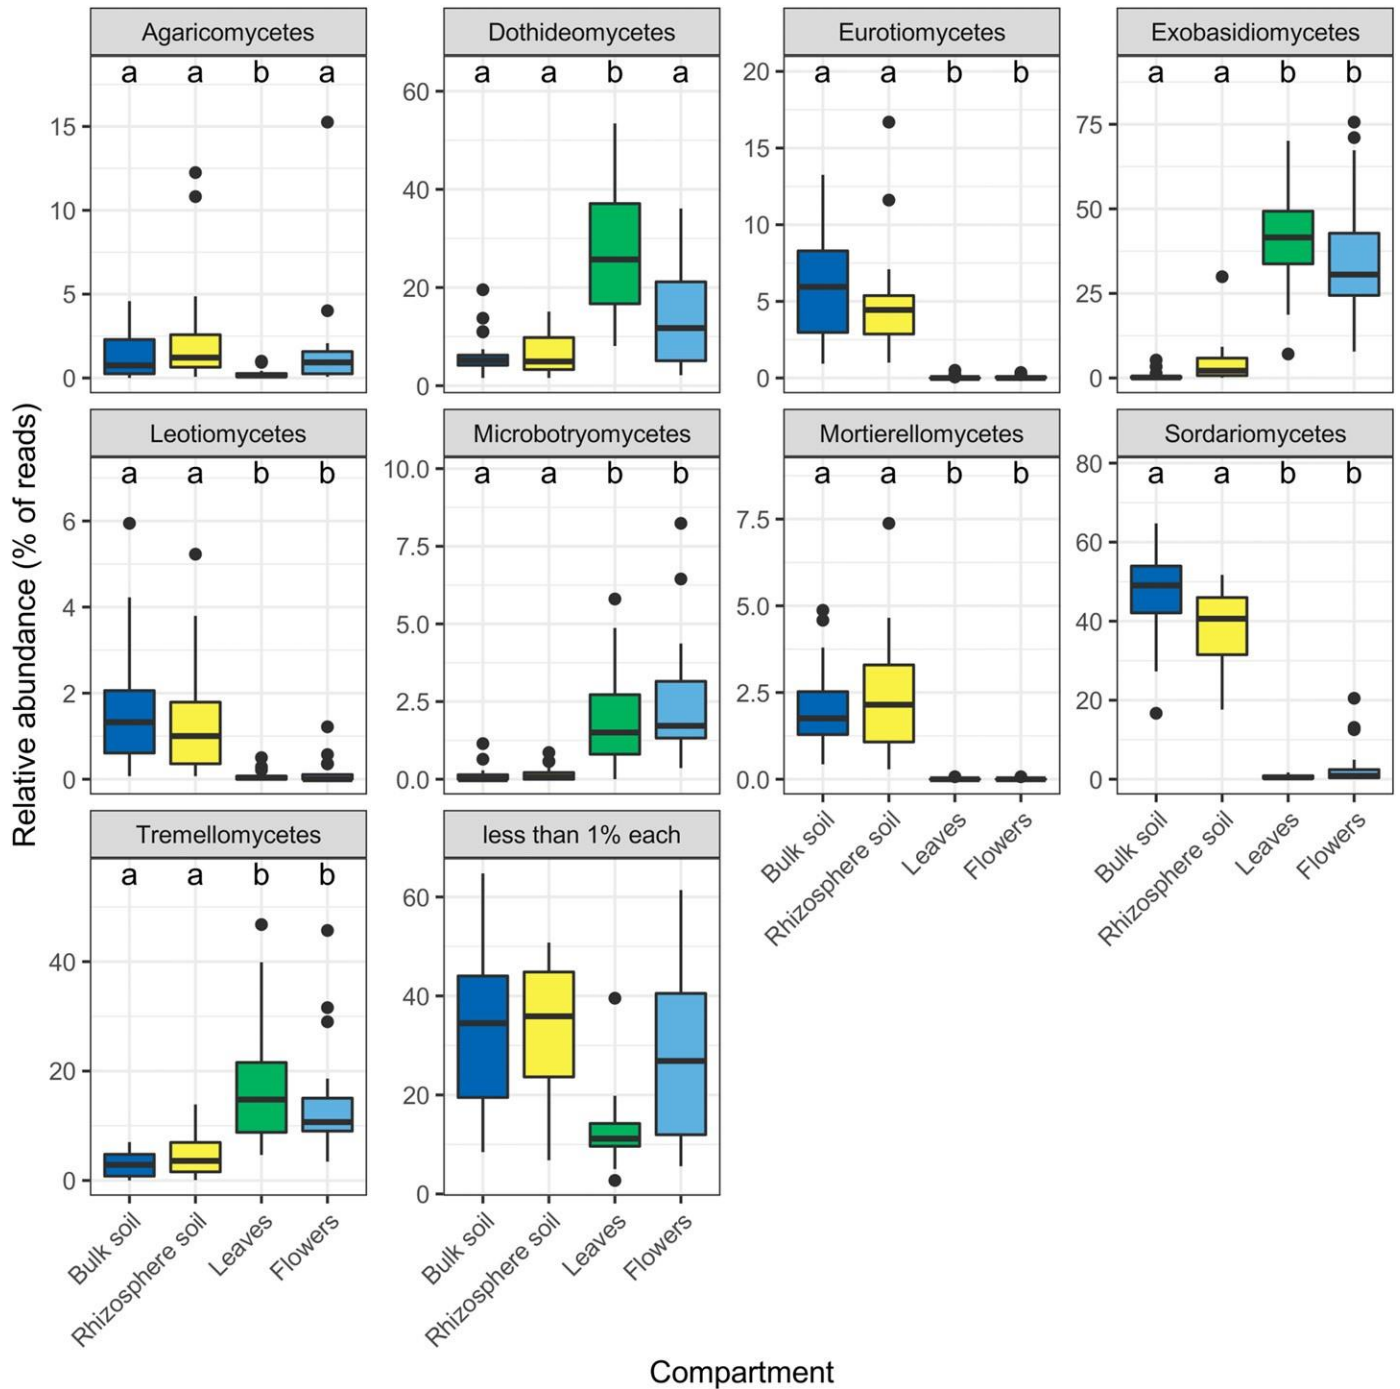 Agaricomycetes
Dothideomycetes
Eurotiomycetes
Exobasidiomycetes
a a b a
a a b a
a a b b
a a b b
15
10
5
0
60
40
20
0
20
15
10
5
0
75
50
25
0
Relative abundance (% of reads)
Leotiomycetes
Microbotryomycetes
Mortierellomycetes
Sordariomycetes
a a b b
a a b b
a a b b
a a b b
6
4
2
0
10.0
7.5
5.0
2.5
0.0
7.5
5.0
2.5
0.0
80
60
40
20
0
Bulk soil
Rhizosphere soil
Leaves
Flowers
Bulk soil
Rhizosphere soil
Leaves
Flowers
Tremellomycetes
less than 1% each
a a b b
40
20
0
60
40
20
0
Bulk soil
Rhizosphere soil
Leaves
Flowers
Bulk soil
Rhizosphere soil
Leaves
Flowers
Compartment